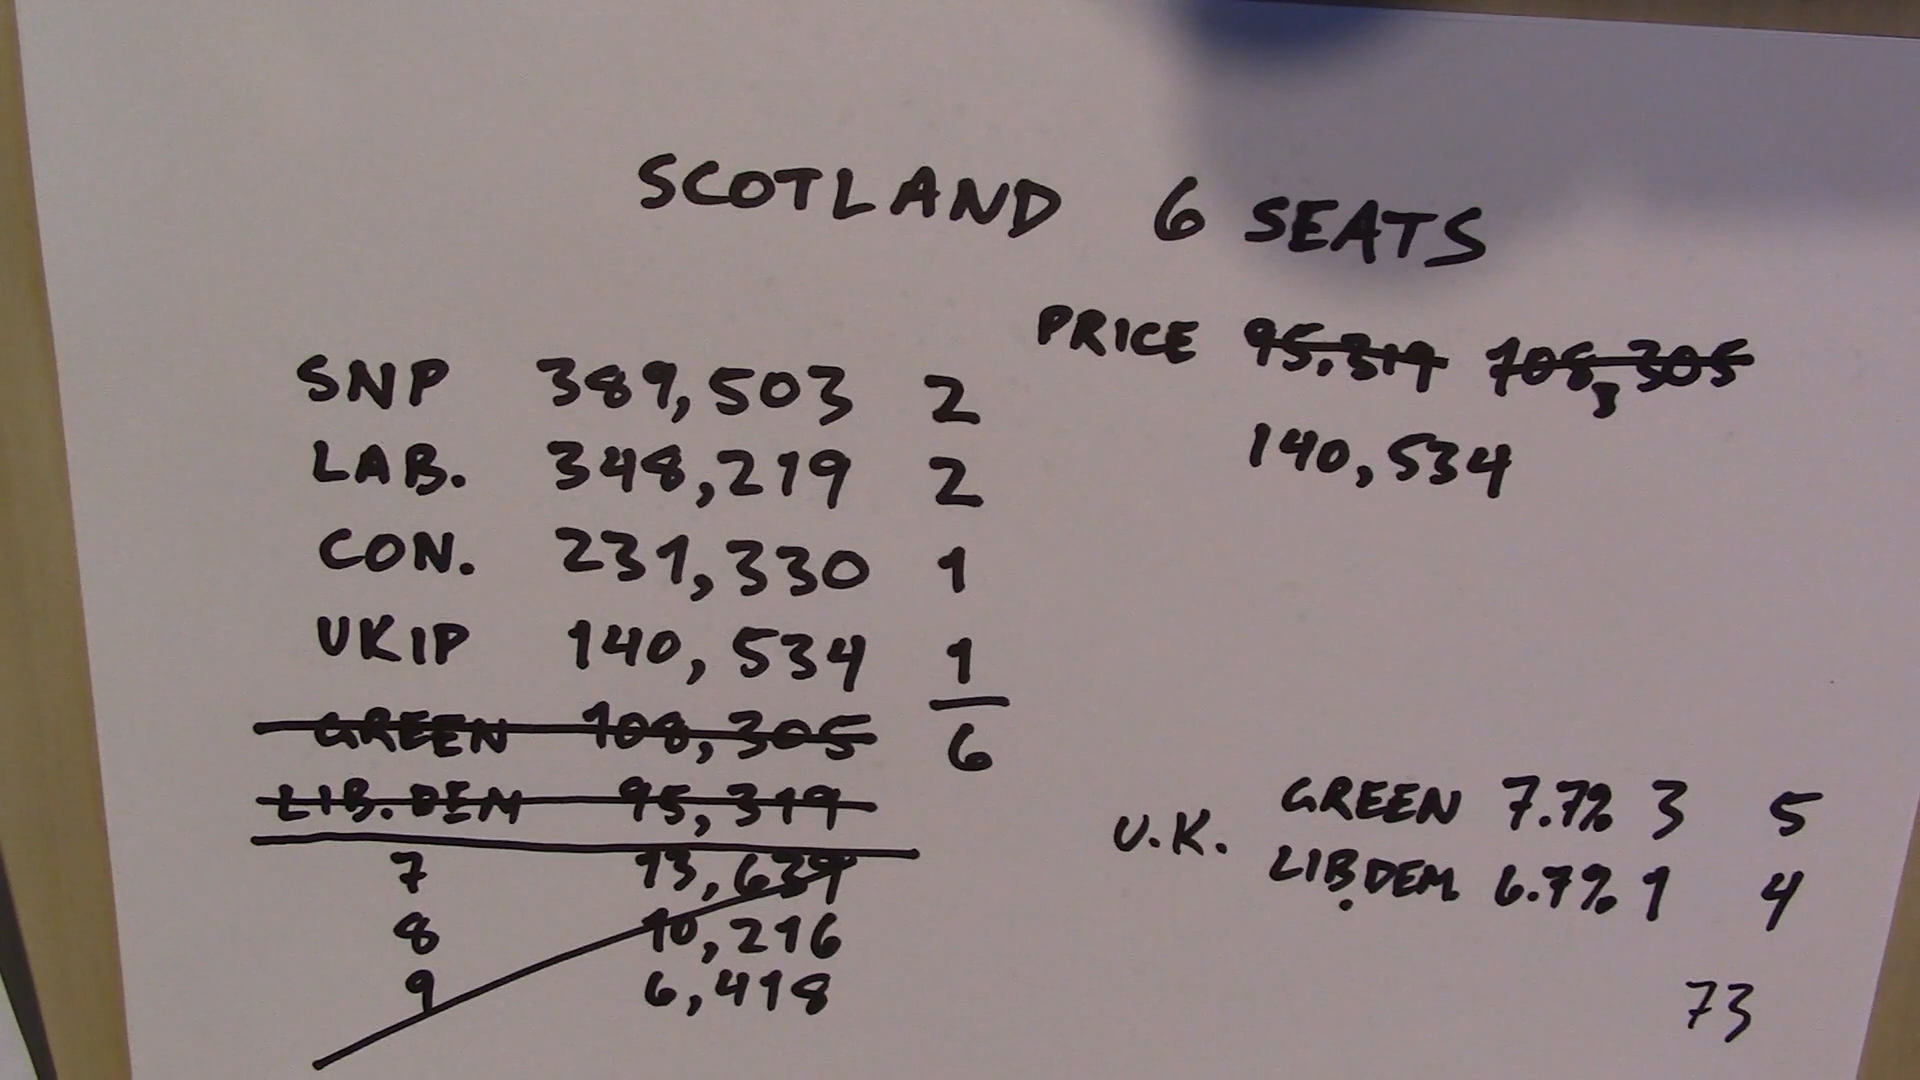 SCOTLAND 6 SEATS
PRICE 95,319 108,305
140,534
SNP 389,503 2
LAB. 348,219 2
CON. 231,330 1
UKIP 140,534 1
GREEN 108,305
6
LIB.DEM 95,319
7 13,639
8 10,216
9 6,418
U.K. GREEN 7.7% 3 5
LIB.DEM. 6.7% 1 4
73